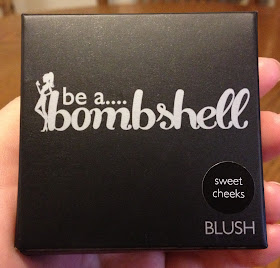 be a....
bombshell
sweet
cheeks
BLUSH